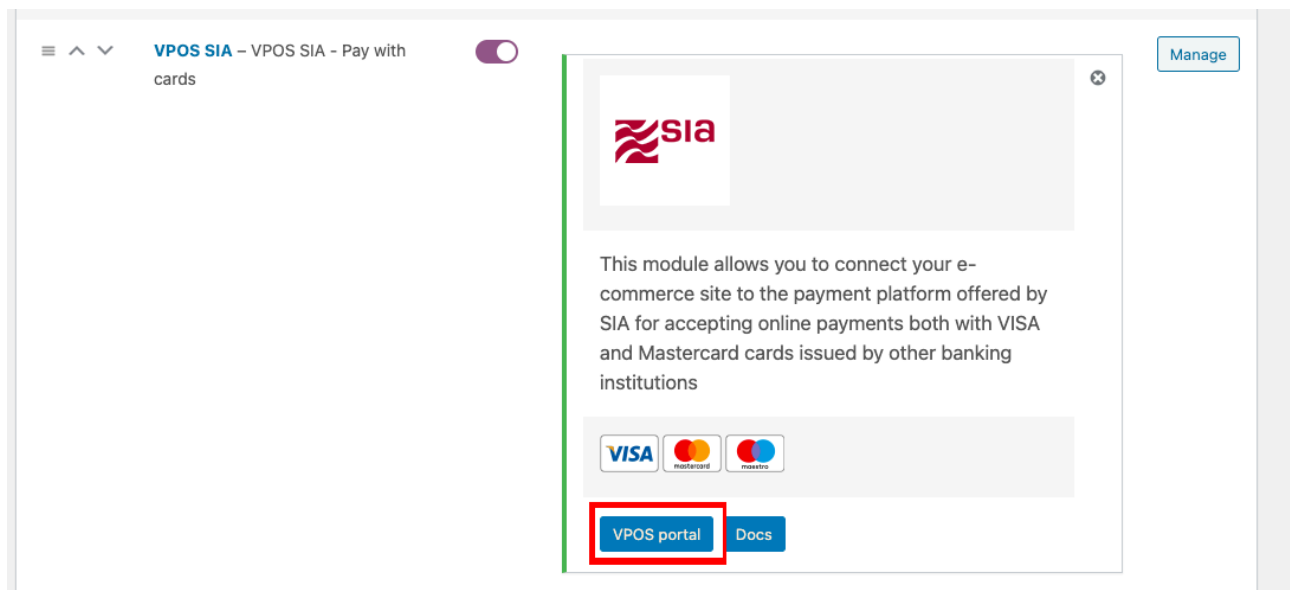 VPOS SIA – VPOS SIA - Pay with
cards
Manage
sia
This module allows you to connect your e-
commerce site to the payment platform offered by
SIA for accepting online payments both with VISA
and Mastercard cards issued by other banking
institutions
VISA
mastercard
maestro
VPOS portal
Docs